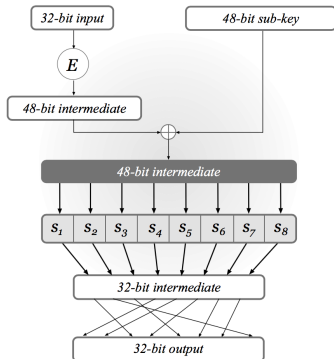 32-bit input
48-bit sub-key
E
48-bit intermediate
48-bit intermediate
S1 S2 S3 S4 S5 S6 S7 S8
32-bit intermediate
32-bit output